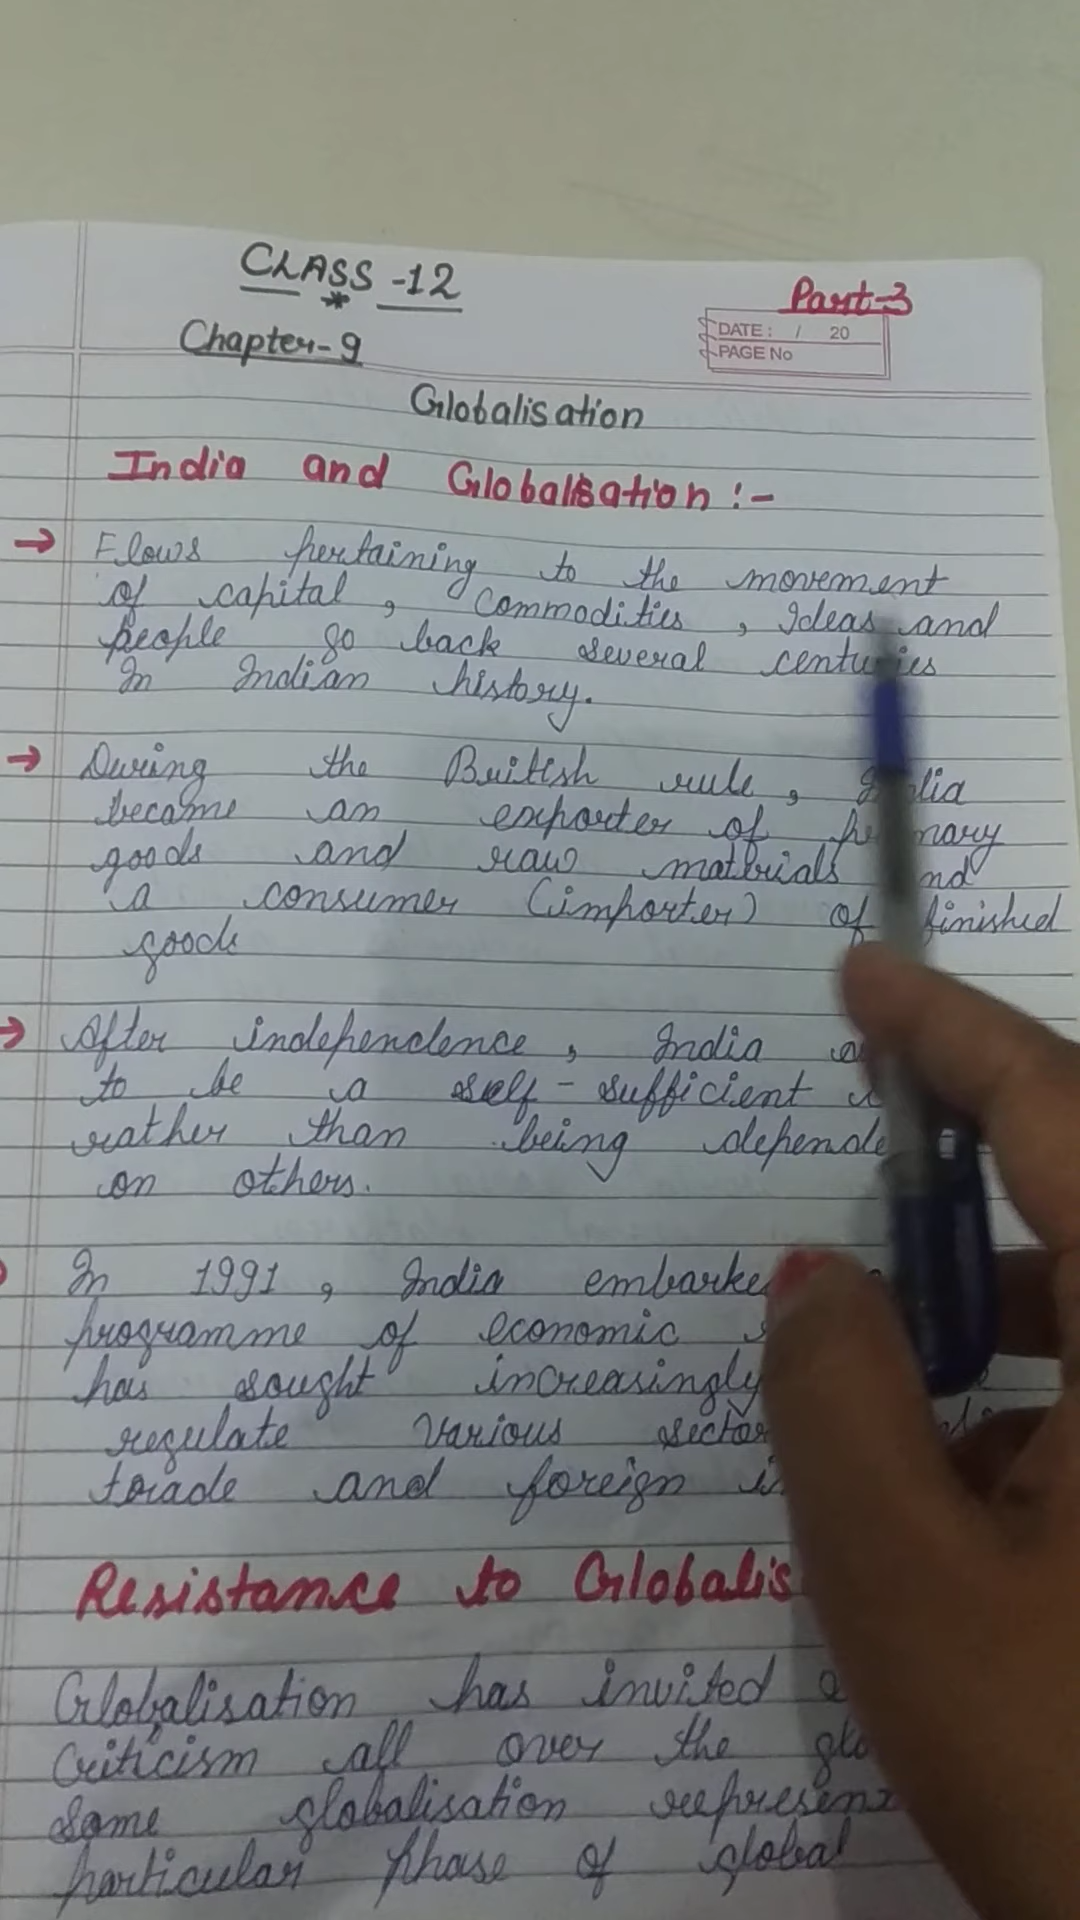 CLASS -12
Part-3
Chapter-9
DATE: / 20
PAGE No
Globalisation
India and Globalisation :-
→ Flows pertaining to the movement
of capital, commodities, Ideas and
people go back several centuries
In Indian history.
→ During the British rule,
became an exporter of
goods and raw materials
a consumer (importer) of finished
goods
→ After independence, India
to be a self-sufficient
rather than being
on others.
In 1991, India
programme of economic
has sought increasingly
regulate various
trade and foreign
Resistance to
Globalisation has invited
criticism all over the
some globalisation
particular phase of global